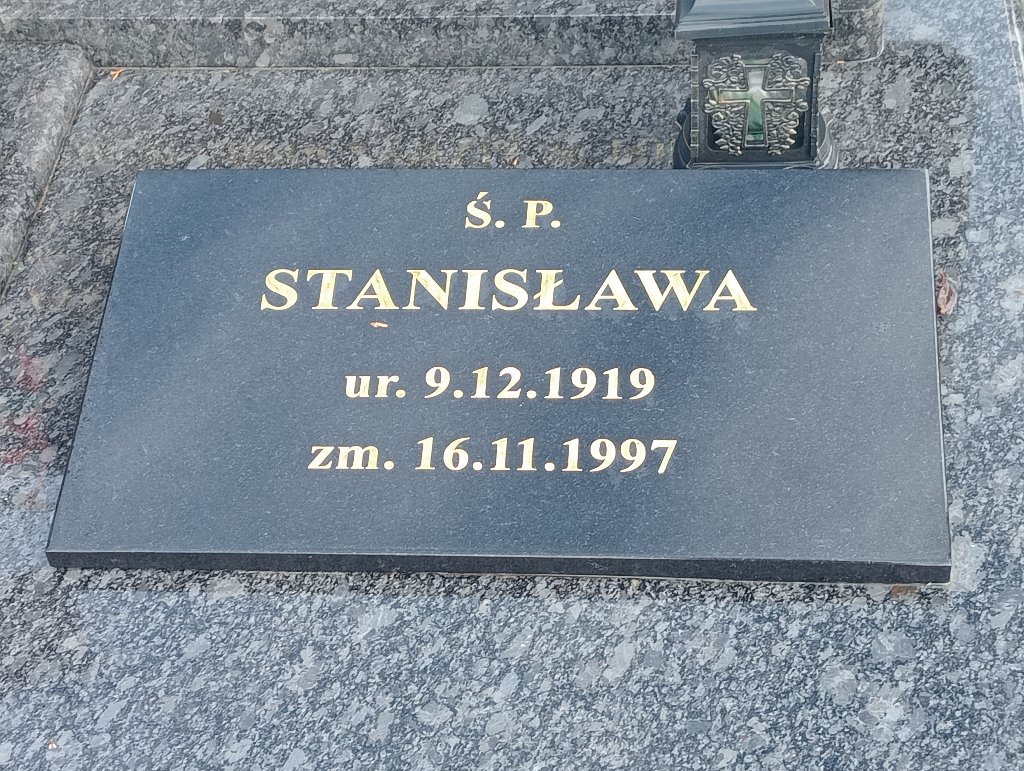 Ś. P.
STANISŁAWA
ur. 9.12.1919
zm. 16.11.1997